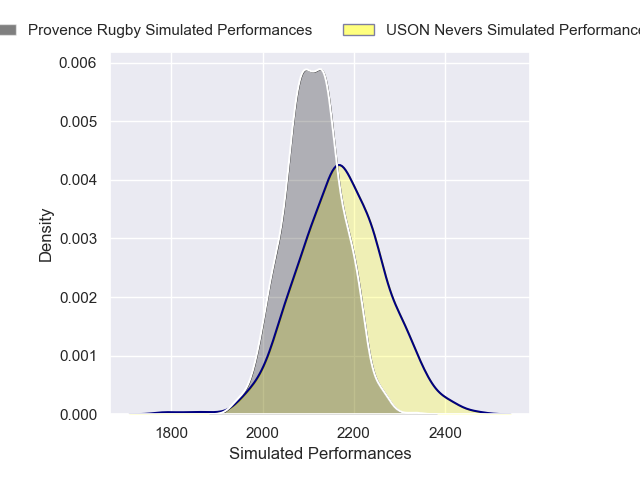 Provence Rugby Simulated Performances
USON Nevers Simulated Performance
0.006
0.005
0.004
0.003
0.002
0.001
0.000
Density
1800 2000 2200 2400
Simulated Performances